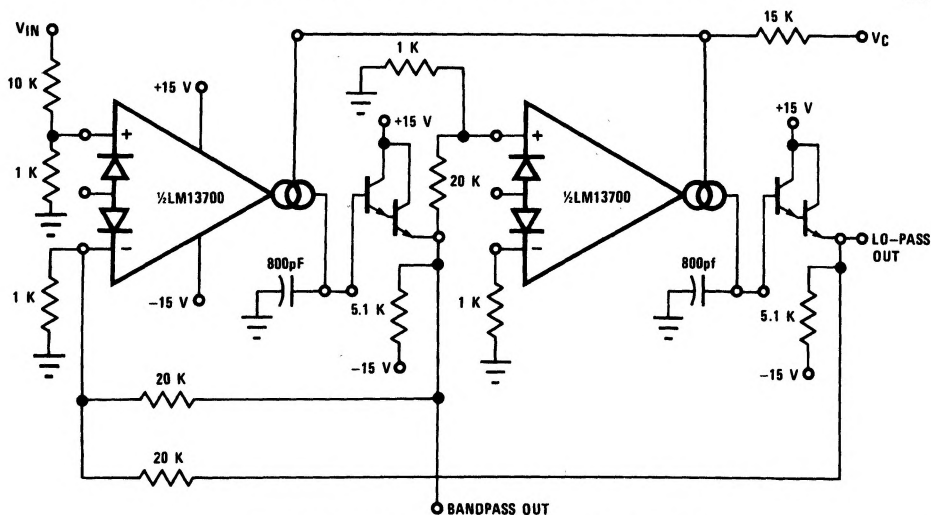 VIN
15 K
VC
1 K
10 K
+15 V
+15 V
+15 V
+
+
1 K
½LM13700
20 K
½LM13700
−
−
LO-PASS OUT
800pF
800pf
1 K
−15 V
5.1 K
1 K
5.1 K
−15 V
−15 V
20 K
20 K
BANDPASS OUT